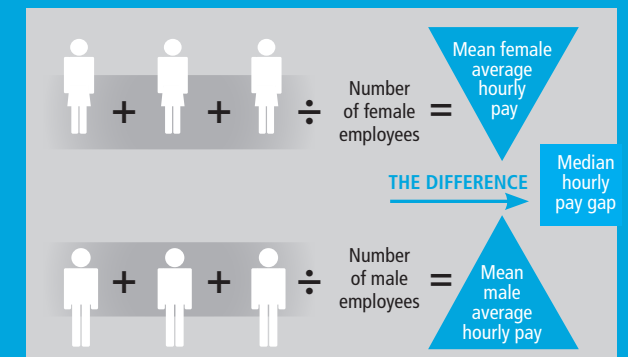 + + ÷
Number
of female
employees
=
Mean female
average
hourly
pay
THE DIFFERENCE
Median
hourly
pay gap
+ + ÷
Number
of male
employees
=
Mean
male
average
hourly pay